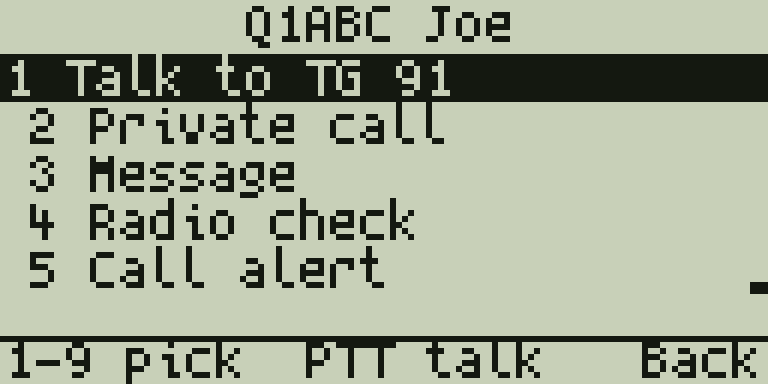 Q1ABC Joe
1 Talk to TG 91
2 Private call
3 Message
4 Radio check
5 Call alert
1-9 pick PTT talk Back